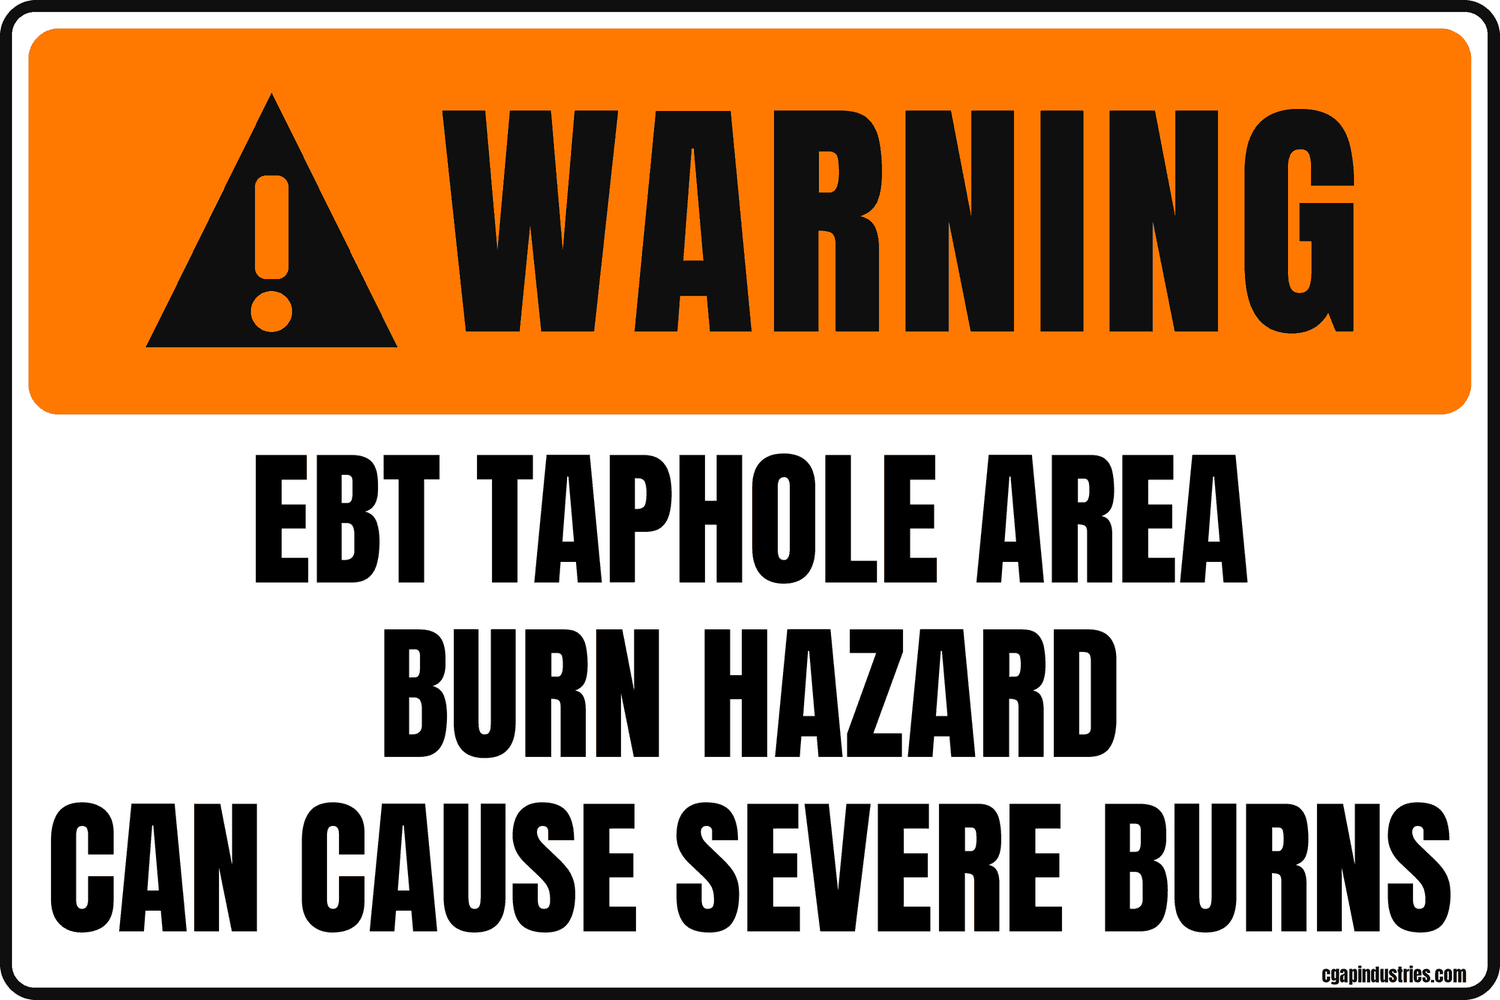 WARNING
EBT TAPHOLE AREA
BURN HAZARD
CAN CAUSE SEVERE BURNS
cgapindustries.com